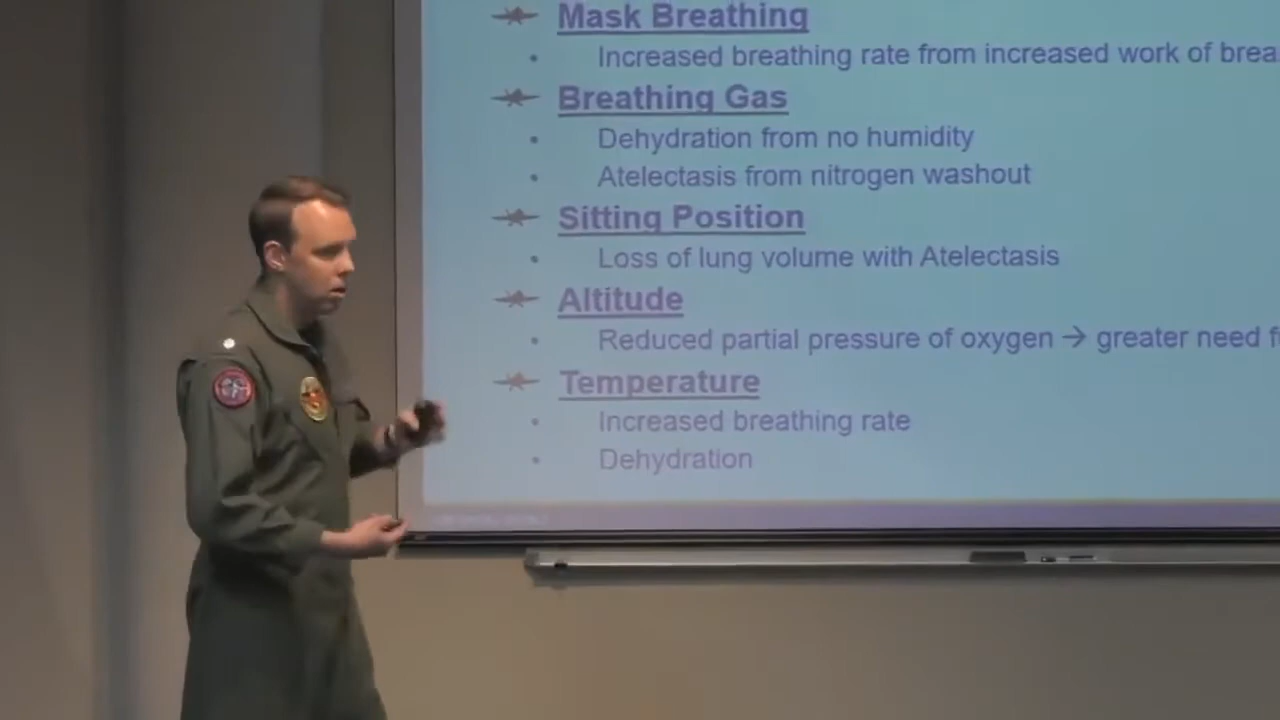 Mask Breathing
• Increased breathing rate from increased work of brea
Breathing Gas
• Dehydration from no humidity
• Atelectasis from nitrogen washout
Sitting Position
• Loss of lung volume with Atelectasis
Altitude
• Reduced partial pressure of oxygen → greater need f
Temperature
• Increased breathing rate
• Dehydration